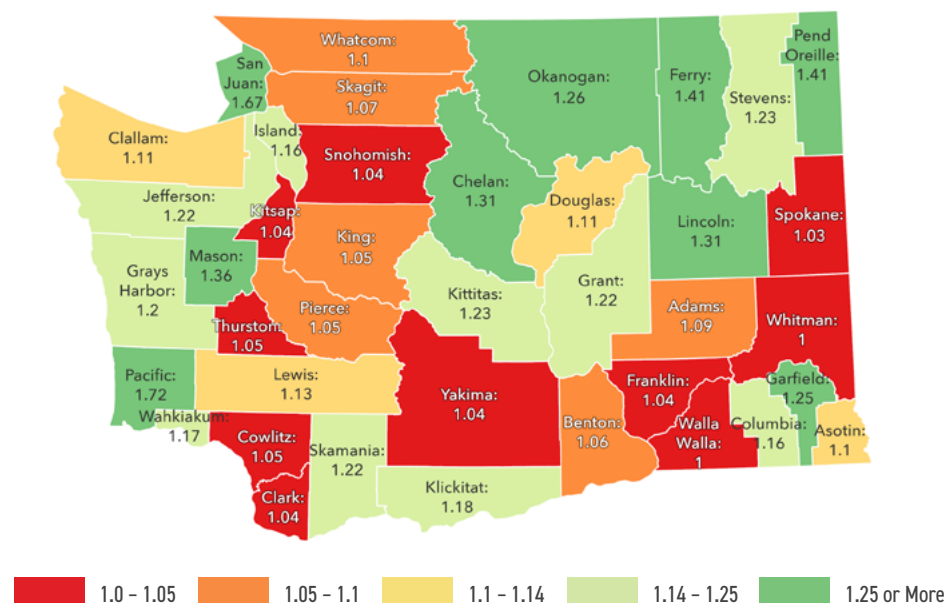 Whatcom:
1.1
San
Juan:
1.67
Skagit:
1.07
Okanogan:
1.26
Ferry:
1.41
Pend
Oreille:
1.41
Stevens:
1.23
Clallam:
1.11
Island:
1.16
Snohomish:
1.04
Chelan:
1.31
Douglas:
1.11
Jefferson:
1.22
Kitsap:
1.04
King:
1.05
Lincoln:
1.31
Spokane:
1.03
Mason:
1.36
Grays
Harbor:
1.2
Kittitas:
1.23
Grant:
1.22
Pierce:
1.05
Adams:
1.09
Whitman:
1
Thurston:
1.05
Pacific:
1.72
Lewis:
1.13
Yakima:
1.04
Franklin:
1.04
Garfield:
1.25
Wahkiakum:
1.17
Cowlitz:
1.05
Skamania:
1.22
Benton:
1.06
Walla
Walla:
1
Columbia:
1.16
Asotin:
1.1
Klickitat:
1.18
Clark:
1.04
1.0 – 1.05
1.05 – 1.1
1.1 – 1.14
1.14 – 1.25
1.25 or More